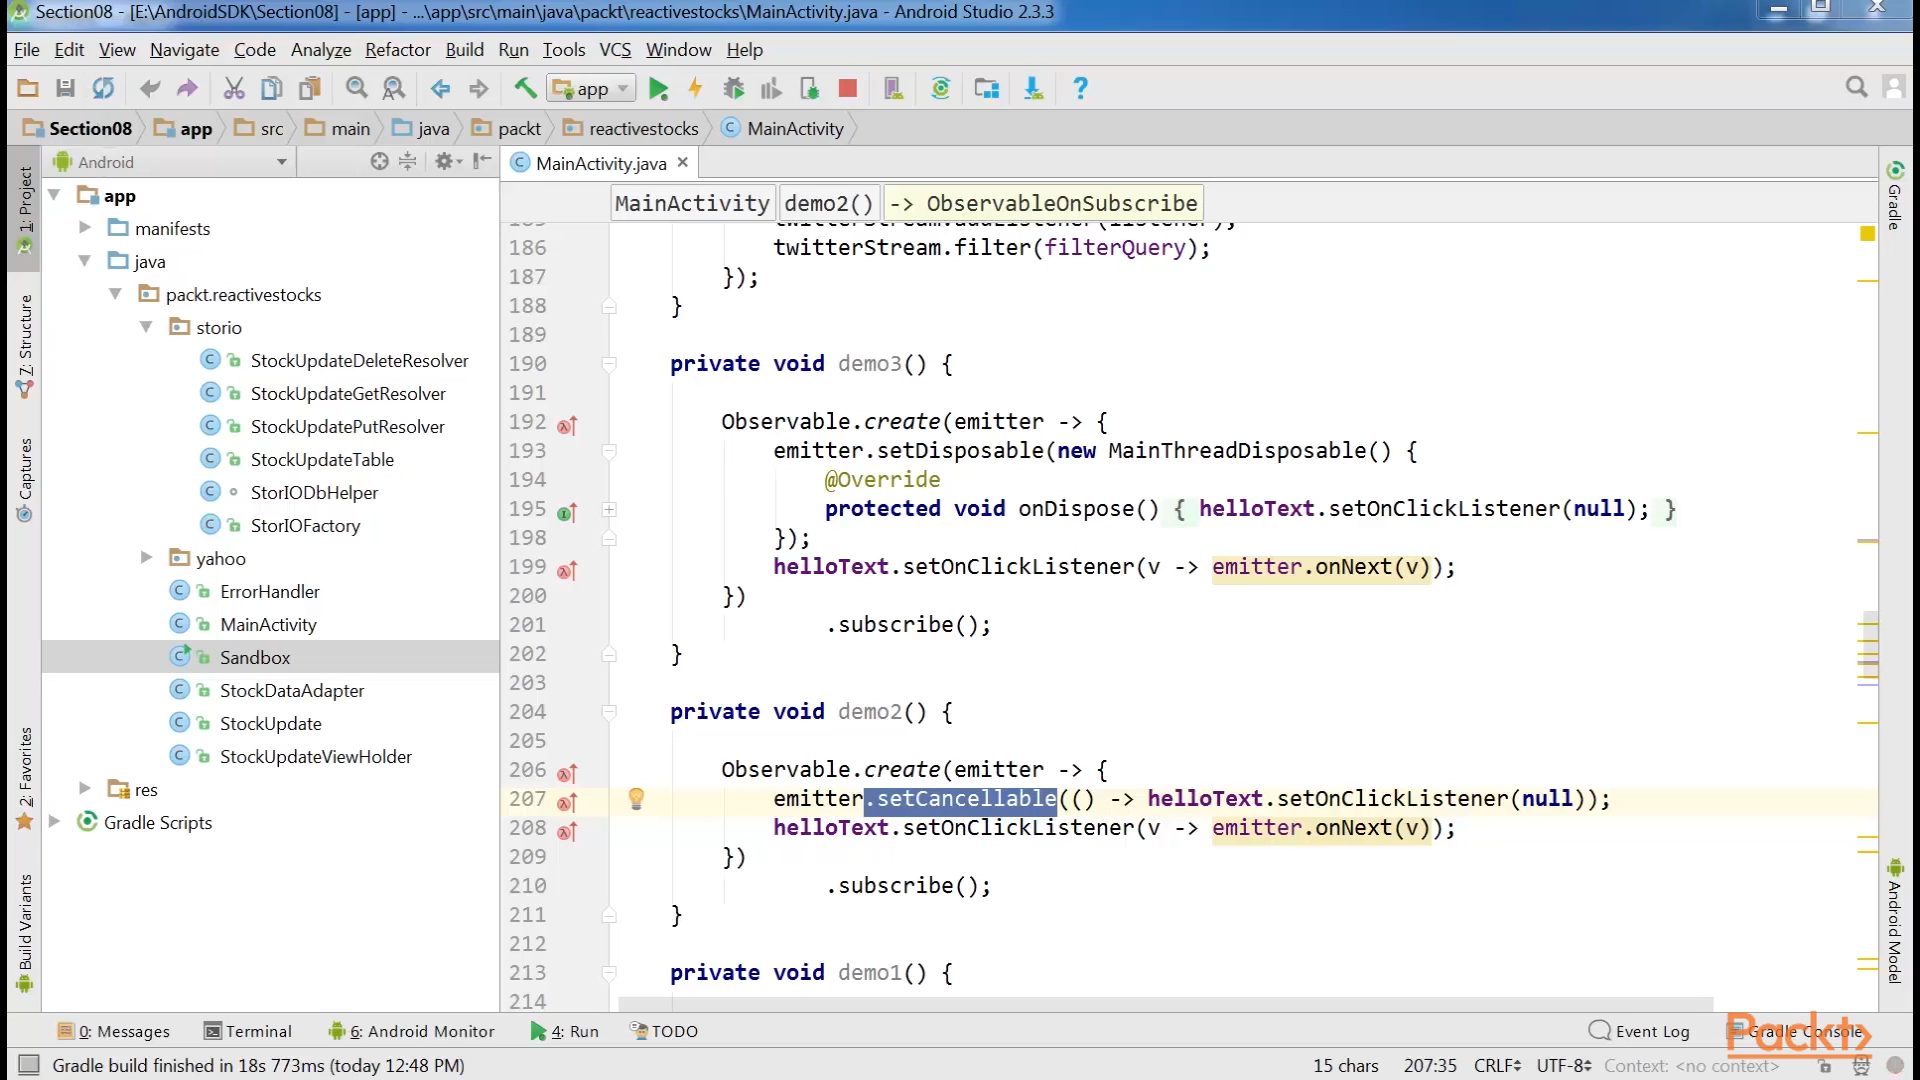 Section08 - [E:\AndroidSDK\Section08] - [app] - ...\app\src\main\java\packt\reactivestocks\MainActivity.java - Android Studio 2.3.3
File Edit View Navigate Code Analyze Refactor Build Run Tools VCS Window Help
app
Section08 app src main java packt reactivestocks MainActivity
Android
MainActivity.java
1: Project
Z: Structure
Captures
2: Favorites
Build Variants
app
manifests
java
packt.reactivestocks
storio
StockUpdateDeleteResolver
StockUpdateGetResolver
StockUpdatePutResolver
StockUpdateTable
StorIODbHelper
StorIOFactory
yahoo
ErrorHandler
MainActivity
Sandbox
StockDataAdapter
StockUpdate
StockUpdateViewHolder
res
Gradle Scripts
MainActivity demo2() -> ObservableOnSubscribe
186 twitterStream.filter(filterQuery);
187 });
188 }
189
190 private void demo3() {
191
192 Observable.create(emitter -> {
193 emitter.setDisposable(new MainThreadDisposable() {
194 @Override
195 protected void onDispose() { helloText.setOnClickListener(null); }
198 });
199 helloText.setOnClickListener(v -> emitter.onNext(v));
200 })
201 .subscribe();
202 }
203
204 private void demo2() {
205
206 Observable.create(emitter -> {
207 emitter.setCancellable(() -> helloText.setOnClickListener(null));
208 helloText.setOnClickListener(v -> emitter.onNext(v));
209 })
210 .subscribe();
211 }
212
213 private void demo1() {
214
Gradle
Android Model
0: Messages Terminal 6: Android Monitor 4: Run TODO Event Log Gradle Console
Packt>
Gradle build finished in 18s 773ms (today 12:48 PM) 15 chars 207:35 CRLF UTF-8 Context: <no context>